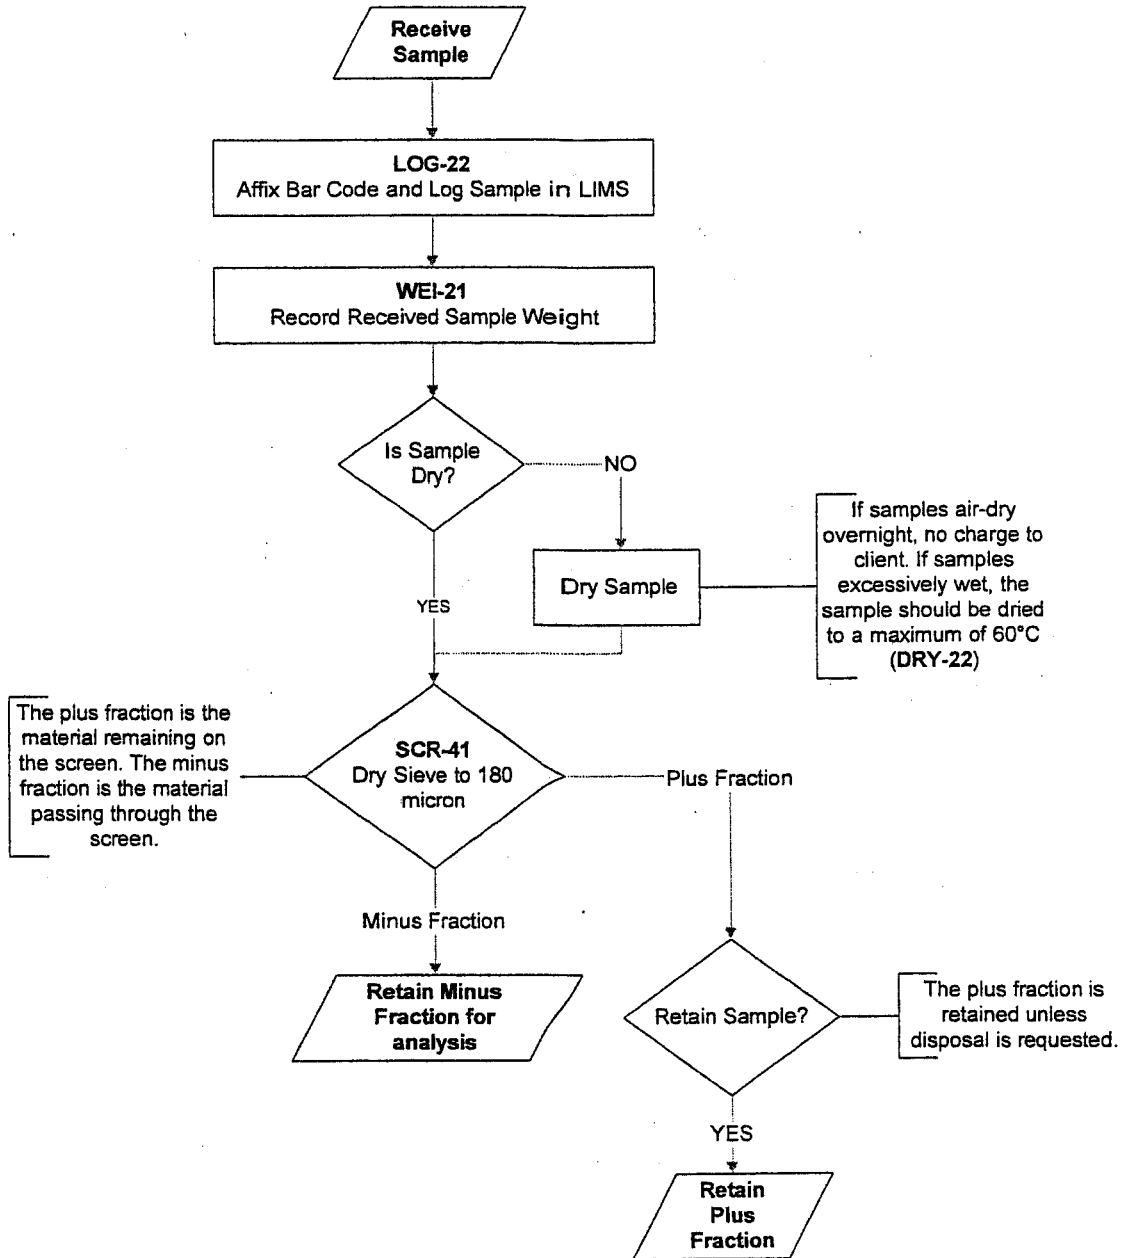 Receive
Sample
LOG-22
Affix Bar Code and Log Sample in LIMS
WEI-21
Record Received Sample Weight
Is Sample
Dry?
NO
If samples air-dry
overnight, no charge to
client. If samples
excessively wet, the
sample should be dried
to a maximum of 60°C
(DRY-22)
Dry Sample
YES
The plus fraction is the
material remaining on
the screen. The minus
fraction is the material
passing through the
screen.
SCR-41
Dry Sieve to 180
micron
Plus Fraction
Minus Fraction
Retain Minus
Fraction for
analysis
Retain Sample?
The plus fraction is
retained unless
disposal is requested.
YES
Retain
Plus
Fraction